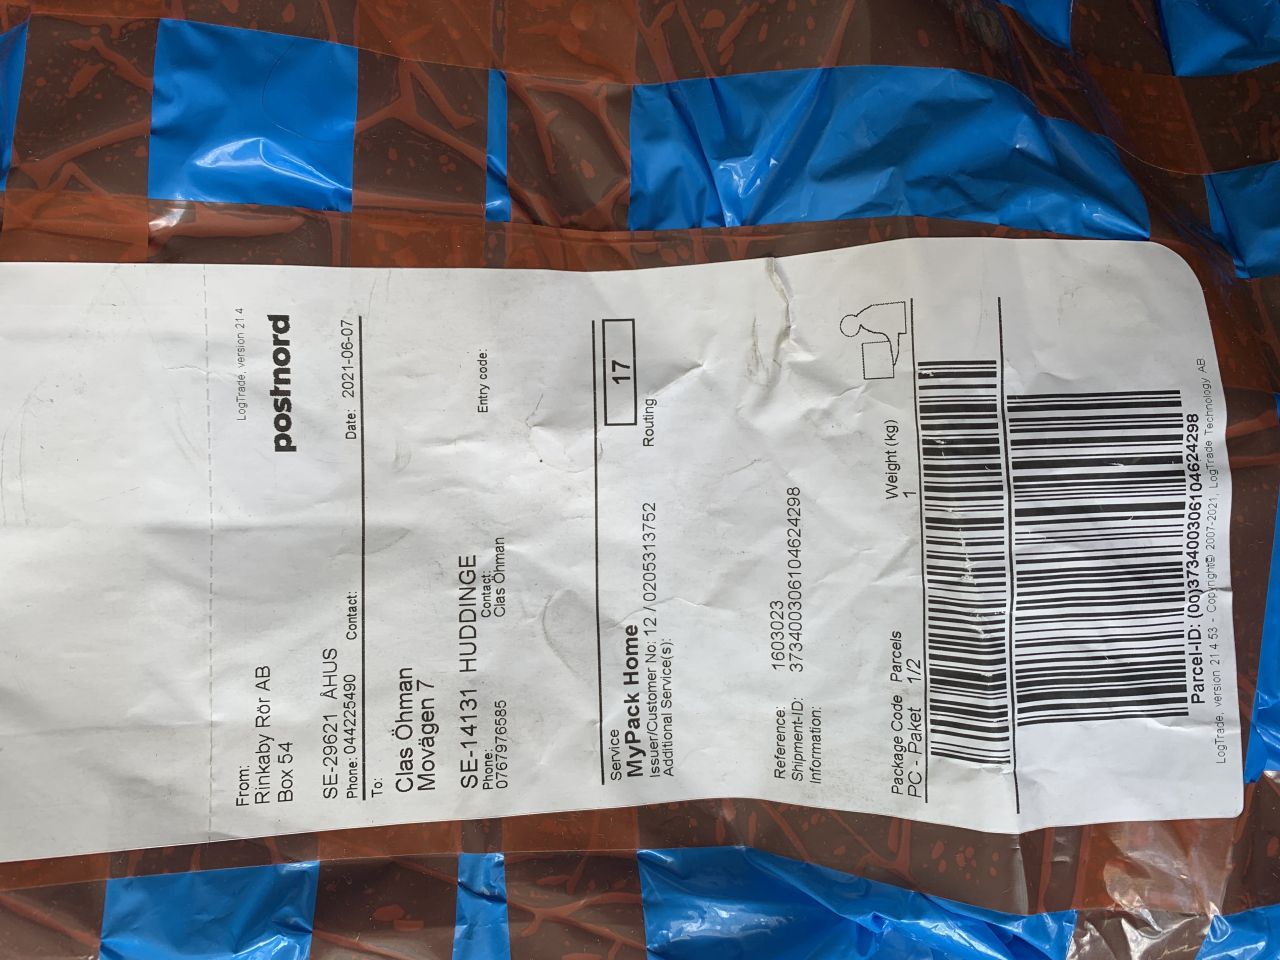 LogTrade, version 21.4
postnord
From:
Rinkaby Rör AB
Box 54
SE-29621 ÅHUS
Phone: 044225490 Contact: Date: 2021-06-07
To:
Clas Öhman
Movägen 7
SE-14131 HUDDINGE
Phone: Contact: Entry code:
0767976585 Clas Öhman
Service
MyPack Home 17
Issuer/Customer No: 12 / 0205313752 Routing
Additional Service(s):
Reference: 1603023
Shipment-ID: 37340030610462​4298
Information:
Package Code Parcels Weight (kg)
PC - Paket 1/2 1
Parcel-ID: (00)373400306104624298
LogTrade, version 21.4.53 - Copyright© 2007-2021, LogTrade Technology AB